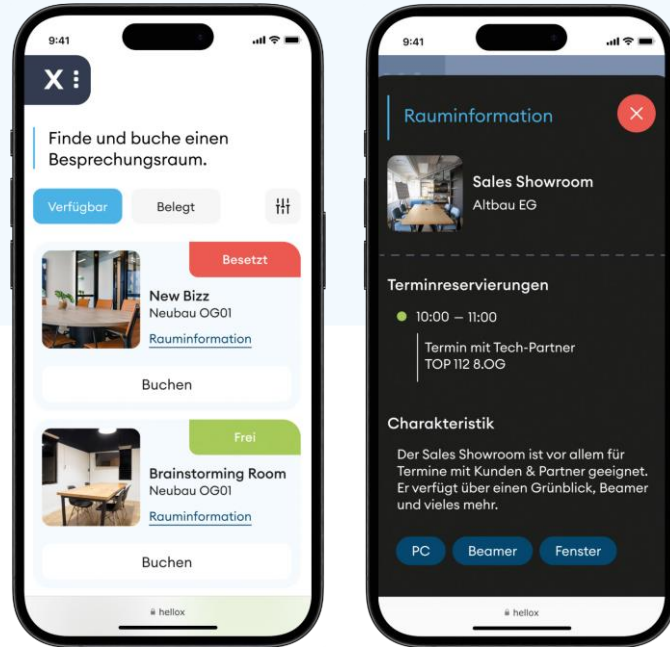 9:41
X
Finde und buche einen
Besprechungsraum.
Verfügbar
Belegt
Besetzt
New Bizz
Neubau OG01
Rauminformation
Buchen
Frei
Brainstorming Room
Neubau OG01
Rauminformation
Buchen
hellox
9:41
Rauminformation
Sales Showroom
Altbau EG
Terminreservierungen
10:00 – 11:00
Termin mit Tech-Partner
TOP 112 8.OG
Charakteristik
Der Sales Showroom ist vor allem für
Termine mit Kunden & Partner geeignet.
Er verfügt über einen Grünblick, Beamer
und vieles mehr.
PC
Beamer
Fenster
hellox